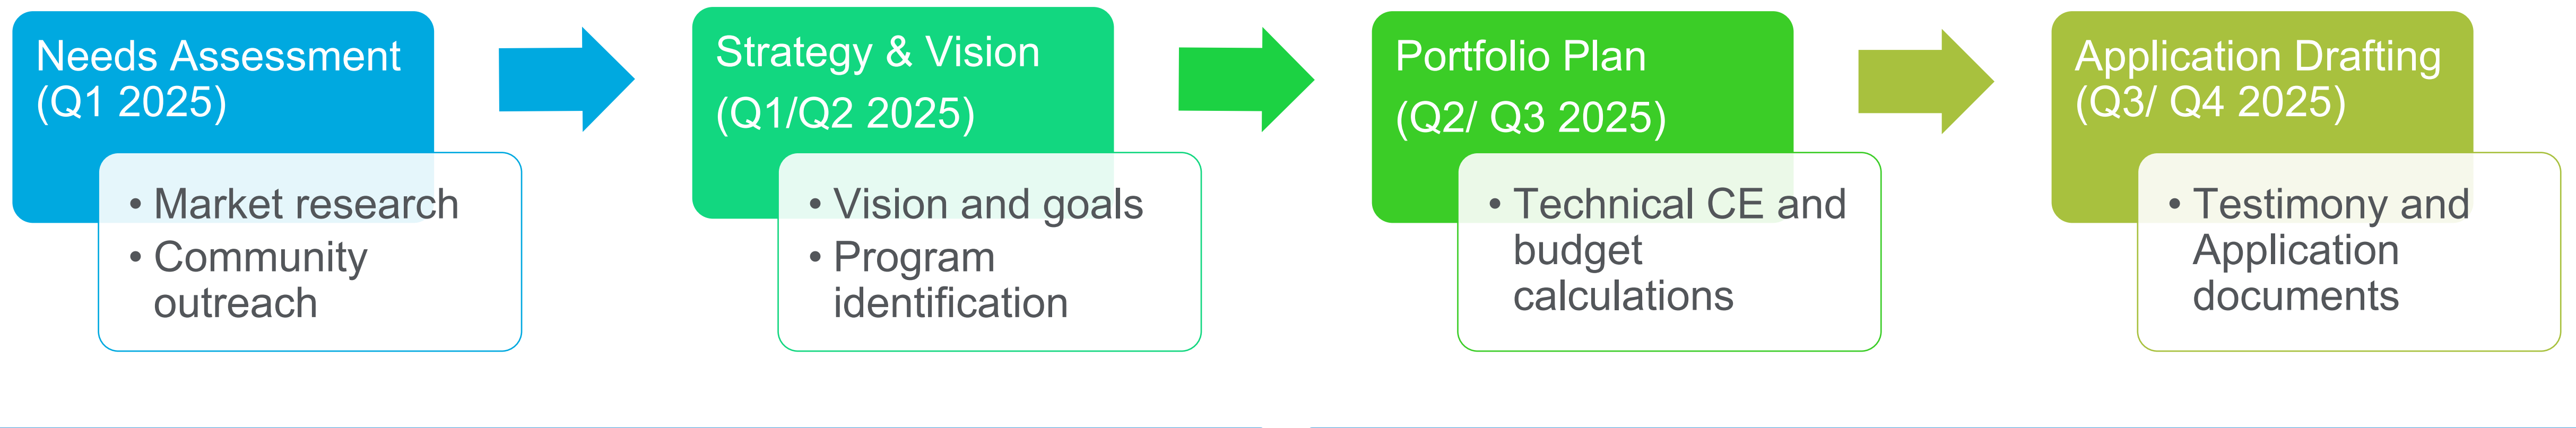 Needs Assessment
(Q1 2025)
• Market research
• Community
outreach
Strategy & Vision
(Q1/Q2 2025)
• Vision and goals
• Program
identification
Portfolio Plan
(Q2/ Q3 2025)
• Technical CE and
budget
calculations
Application Drafting
(Q3/ Q4 2025)
• Testimony and
Application
documents